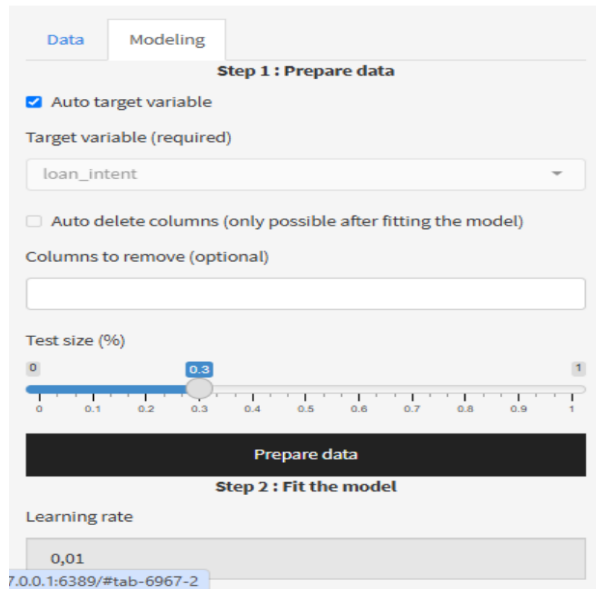 Data Modeling
Step 1 : Prepare data
Auto target variable
Target variable (required)
loan_intent
Auto delete columns (only possible after fitting the model)
Columns to remove (optional)
Test size (%)
0 0.3 1
0 0.1 0.2 0.3 0.4 0.5 0.6 0.7 0.8 0.9 1
Prepare data
Step 2 : Fit the model
Learning rate
0,01
7.0.0.1:6389/#tab-6967-2